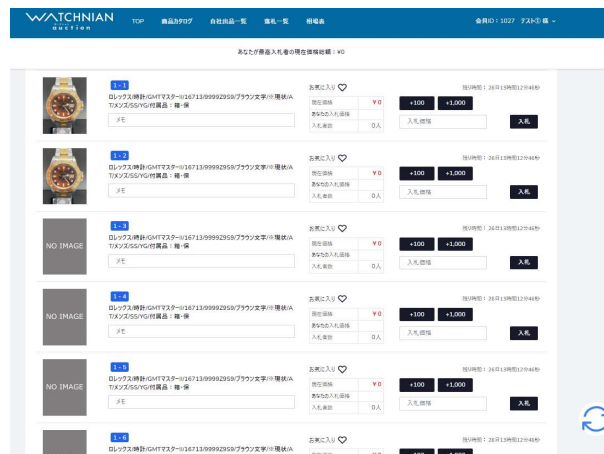 WATCHNIAN
auction
TOP 商品カタログ 自社出品一覧 落札一覧 相場表
会員ID：1027 テスト① 様
あなたが最高入札者の現在価格総額：¥0
1 - 1
ロレックス/時計/GMTマスターII/16713/9999Z9S9/ブラウン文字/※現状/A
T/メンズ/SS/YG/付属品：箱・保
メモ
お気に入り
現在価格 ¥0
あなたの入札価格
入札者数 0人
残り時間： 26日13時間12分46秒
+100 +1,000
入札価格 入札
1 - 2
ロレックス/時計/GMTマスターII/16713/9999Z9S9/ブラウン文字/※現状/A
T/メンズ/SS/YG/付属品：箱・保
メモ
お気に入り
現在価格 ¥0
あなたの入札価格
入札者数 0人
残り時間： 26日13時間12分46秒
+100 +1,000
入札価格 入札
NO IMAGE
1 - 3
ロレックス/時計/GMTマスターII/16713/9999Z9S9/ブラウン文字/※現状/A
T/メンズ/SS/YG/付属品：箱・保
メモ
お気に入り
現在価格 ¥0
あなたの入札価格
入札者数 0人
残り時間： 26日13時間12分46秒
+100 +1,000
入札価格 入札
NO IMAGE
1 - 4
ロレックス/時計/GMTマスターII/16713/9999Z9S9/ブラウン文字/※現状/A
T/メンズ/SS/YG/付属品：箱・保
メモ
お気に入り
現在価格 ¥0
あなたの入札価格
入札者数 0人
残り時間： 26日13時間12分46秒
+100 +1,000
入札価格 入札
NO IMAGE
1 - 5
ロレックス/時計/GMTマスターII/16713/9999Z9S9/ブラウン文字/※現状/A
T/メンズ/SS/YG/付属品：箱・保
メモ
お気に入り
現在価格 ¥0
あなたの入札価格
入札者数 0人
残り時間： 26日13時間12分46秒
+100 +1,000
入札価格 入札
1 - 6
ロレックス/時計/GMTマスターII/16713/9999Z9S9/ブラウン文字/※現状/A
お気に入り
残り時間： 26日13時間12分46秒